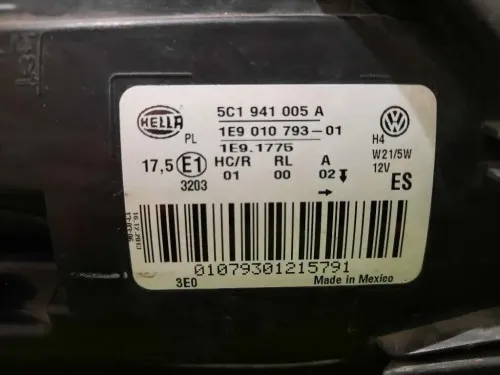 HELLA
5C1 941 005 A
1E9 010 793-01
1E9.1775
PL
H4
W21/5W
12V
17,5 E1 HC/R RL A
3203 01 00 02
ES
01079301215791
3E0
Made in Mexico